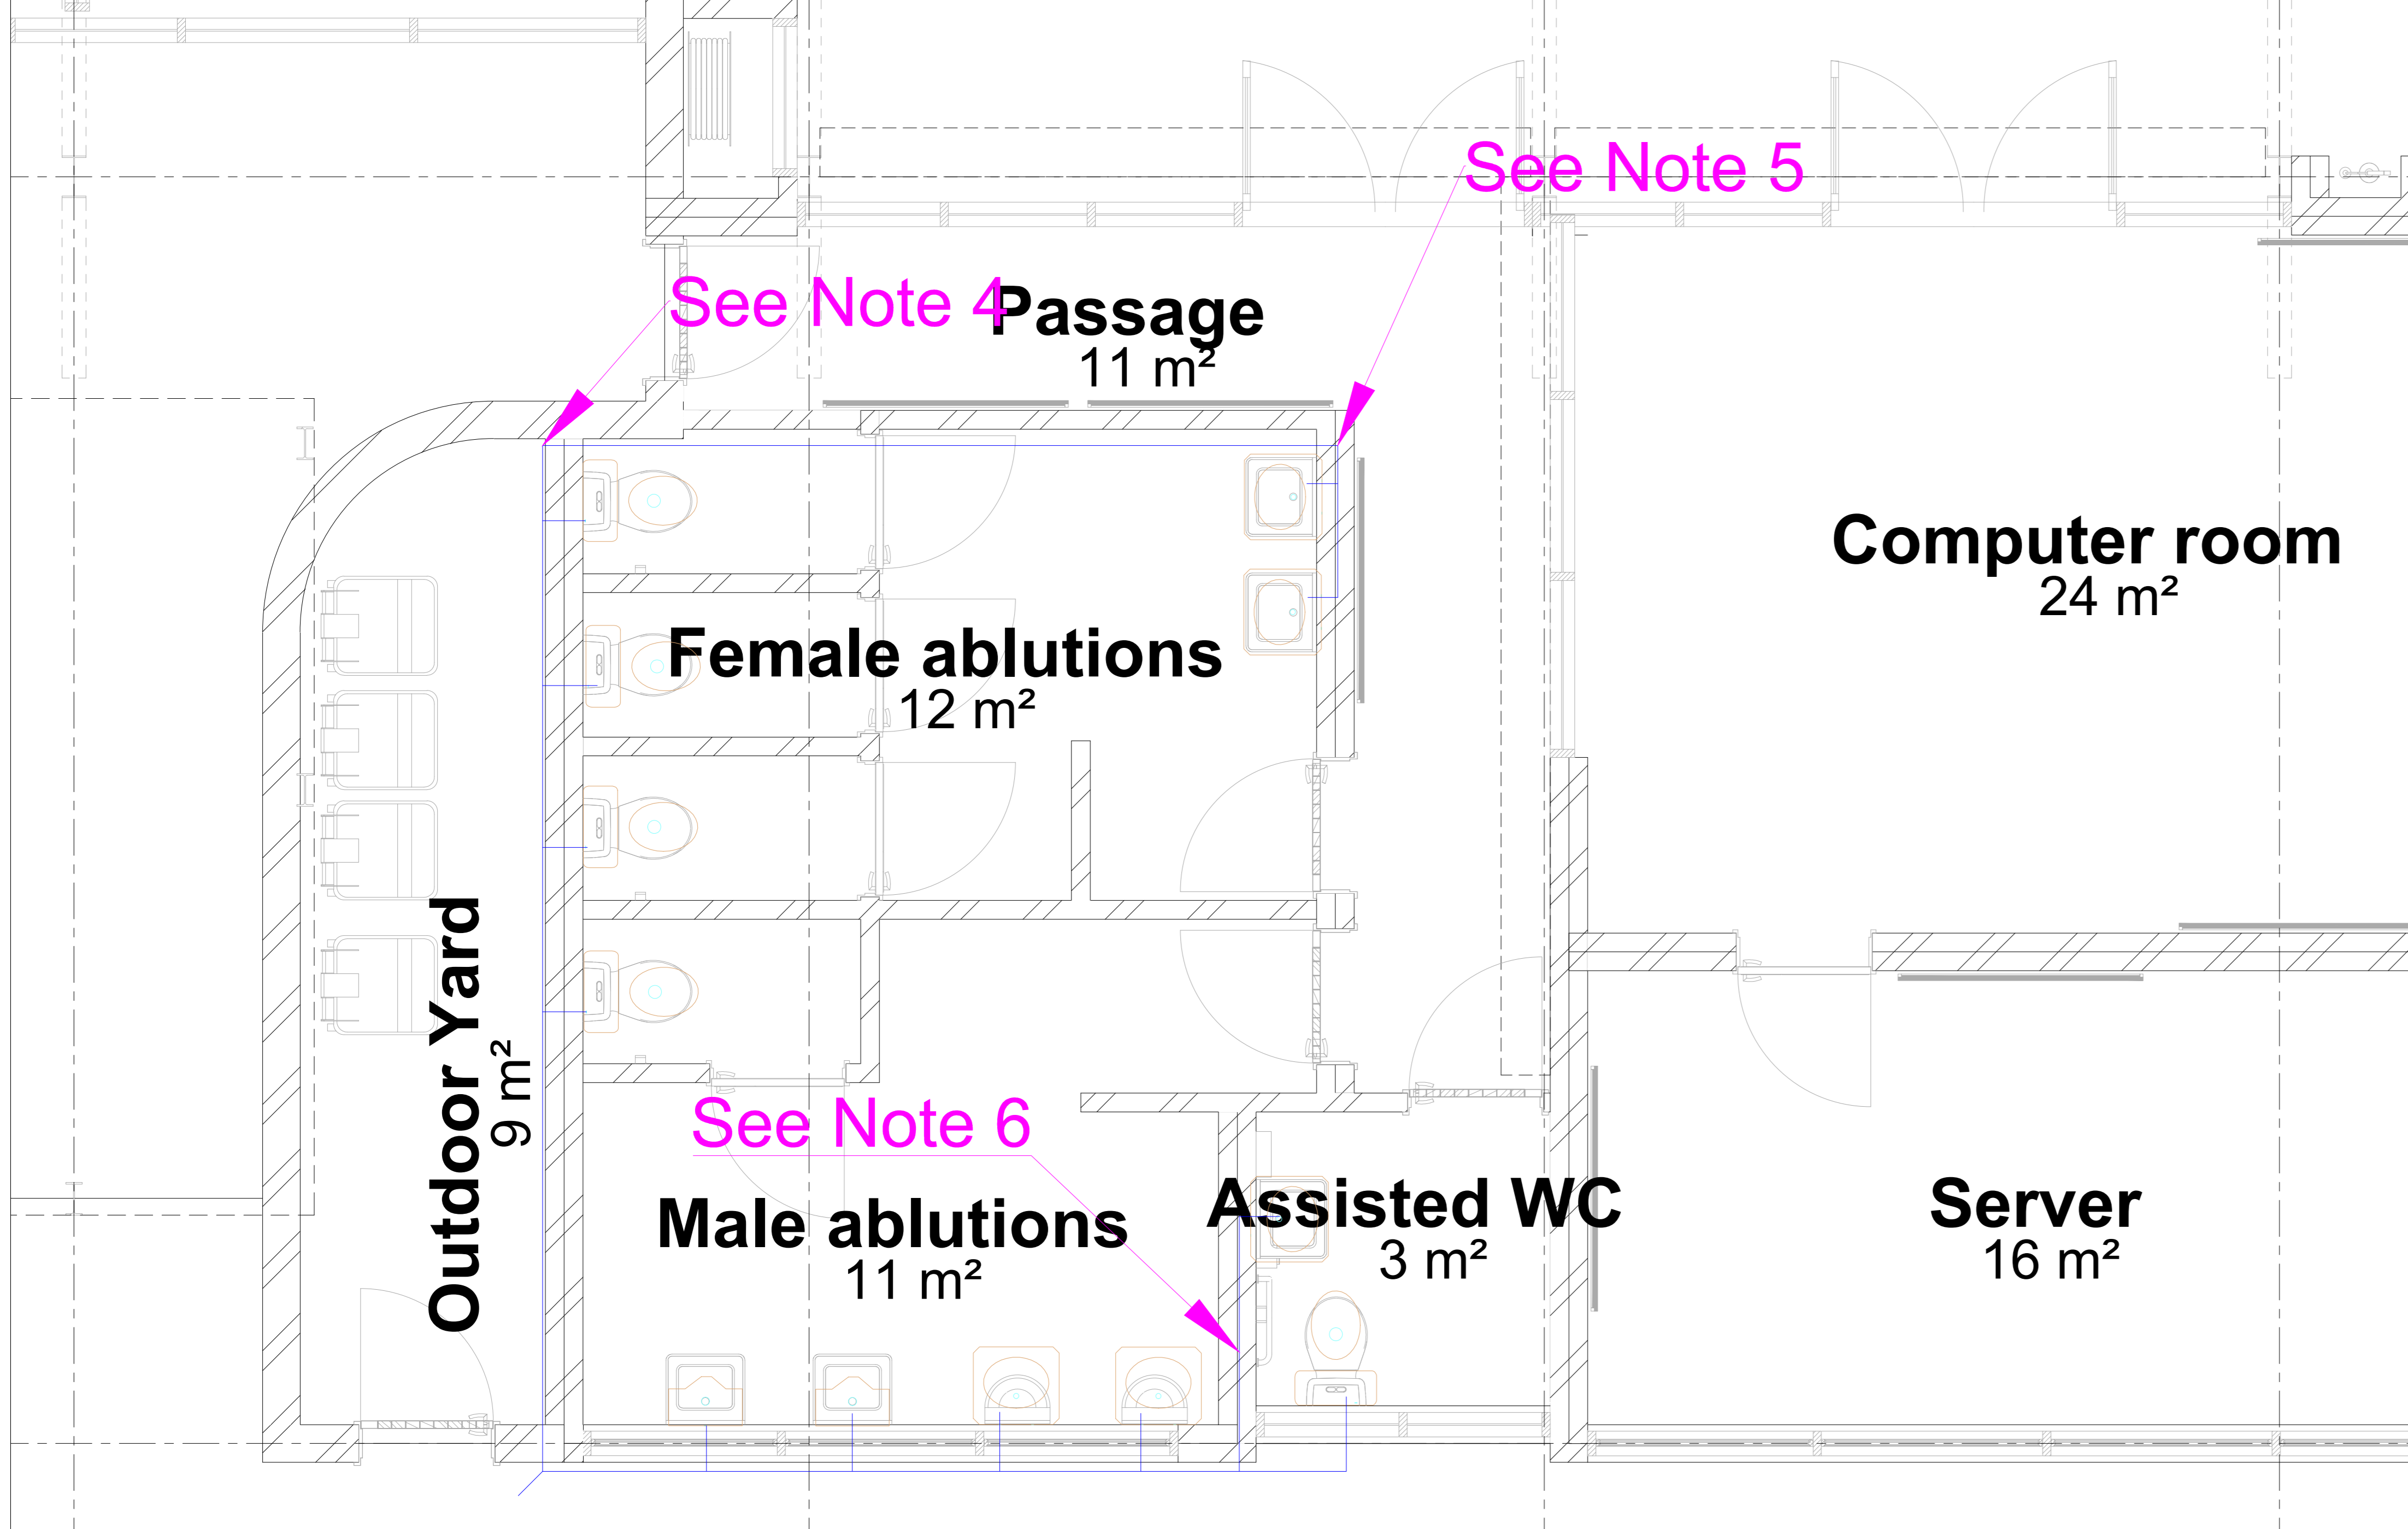 See Note 5
See Note 4
Passage
11 m²
Computer room
24 m²
Female ablutions
12 m²
Outdoor Yard
9 m²
See Note 6
Male ablutions
11 m²
Assisted WC
3 m²
Server
16 m²